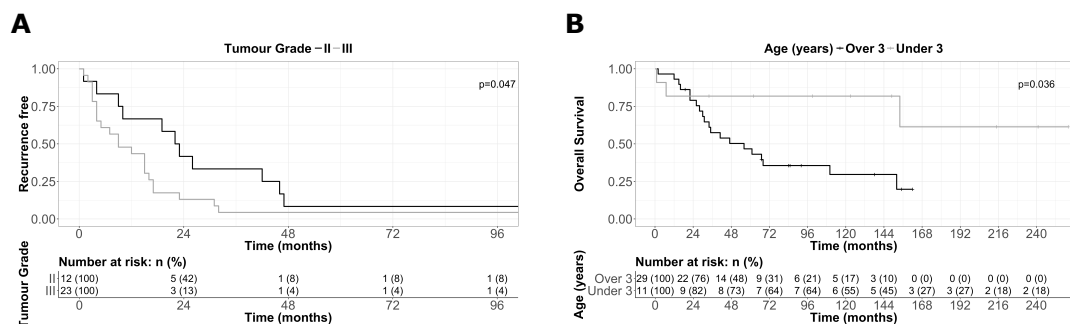 A
Tumour Grade II III
Recurrence free
1.00
0.75
0.50
0.25
0.00
p=0.047
0 24 48 72 96
Time (months)
Number at risk: n (%)
Tumour Grade
II 12 (100) 5 (42) 1 (8) 1 (8) 1 (8)
III 23 (100) 3 (13) 1 (4) 1 (4) 1 (4)
0 24 48 72 96
Time (months)
B
Age (years) Over 3 Under 3
Overall Survival
1.00
0.75
0.50
0.25
0.00
p=0.036
0 24 48 72 96 120 144 168 192 216 240
Time (months)
Number at risk: n (%)
Age (years)
Over 3 29 (100) 22 (76) 14 (48) 9 (31) 6 (21) 5 (17) 3 (10) 0 (0) 0 (0) 0 (0) 0 (0)
Under 3 11 (100) 9 (82) 8 (73) 7 (64) 7 (64) 6 (55) 5 (45) 3 (27) 3 (27) 2 (18) 2 (18)
0 24 48 72 96 120 144 168 192 216 240
Time (months)